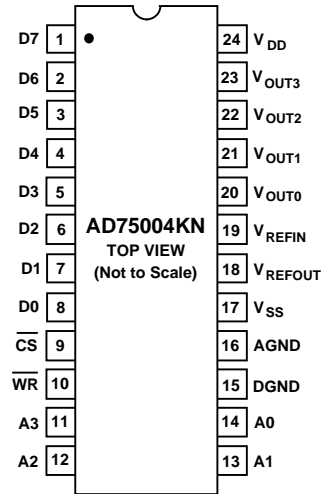 D7 1 24 VDD
D6 2 23 VOUT3
D5 3 22 VOUT2
D4 4 21 VOUT1
D3 5 20 VOUT0
D2 6 AD75004KN 19 VREFIN
TOP VIEW
D1 7 (Not to Scale) 18 VREFOUT
D0 8 17 VSS
CS 9 16 AGND
WR 10 15 DGND
A3 11 14 A0
A2 12 13 A1